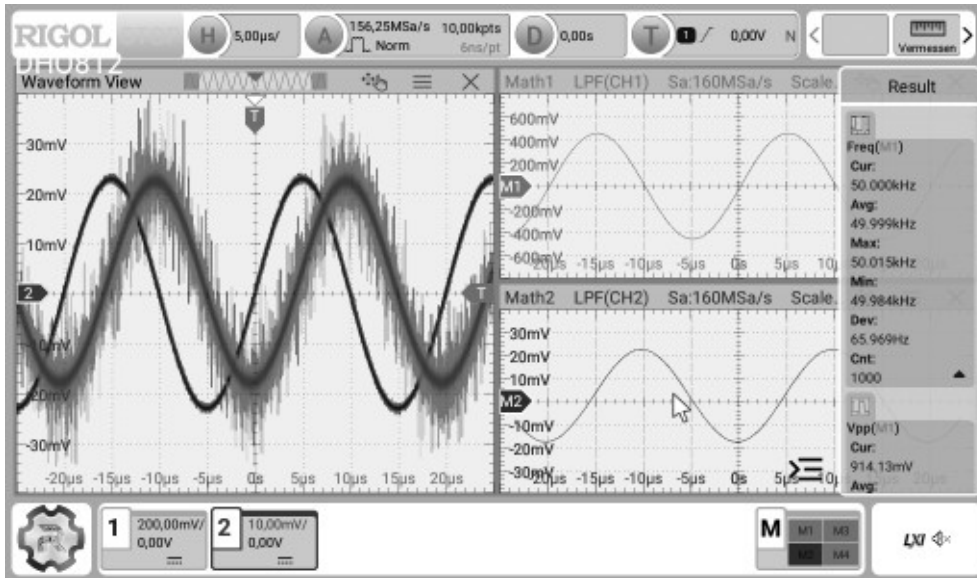 RIGOL
DHO812
H 5,00µs/
A 156,25MSa/s 10,00kpts
Norm 6ns/pt
D 0,00s
T 1 0,00V N
Vermessen
Waveform View
T
30mV
20mV
10mV
2
T
-20mV
-30mV
-20µs -15µs -10µs -5µs 0s 5µs 10µs 15µs 20µs
Math1 LPF(CH1) Sa:160MSa/s Scale.
600mV
400mV
200mV
M1
-200mV
-400mV
-600mV
-20µs -15µs -10µs -5µs 0s 5µs 10µs
Math2 LPF(CH2) Sa:160MSa/s Scale.
30mV
20mV
10mV
M2
-10mV
-20mV
-30mV
-20µs -15µs -10µs -5µs 0s 5µs
Result
Freq(M1)
Cur:
50.000kHz
Avg:
49.999kHz
Max:
50.015kHz
Min:
49.984kHz
Dev:
65.969Hz
Cnt:
1000
Vpp(M1)
Cur:
914.13mV
Avg:
1 200,00mV/
0,00V
2 10,00mV/
0,00V
M M1 M3
M2 M4
LXI